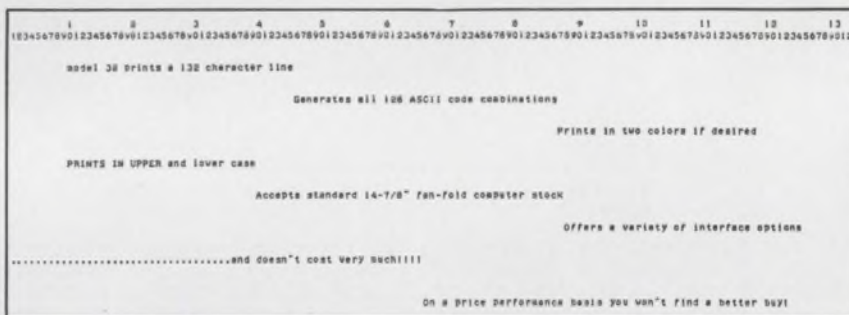 1 2 3 4 5 6 7 8 9 10 11 12 13
123456789012345678901234567890123456789012345678901234567890123456789012345678901234567890123456789012345678901234567890123456789012
model 38 prints a 132 character line
Generates all 128 ASCII code combinations
Prints in two colors if desired
PRINTS IN UPPER and lower case
Accepts standard 14-7/8" fan-fold computer stock
Offers a variety of interface options
...................................and doesn't cost very much!!!!
On a price performance basis you won't find a better buy!